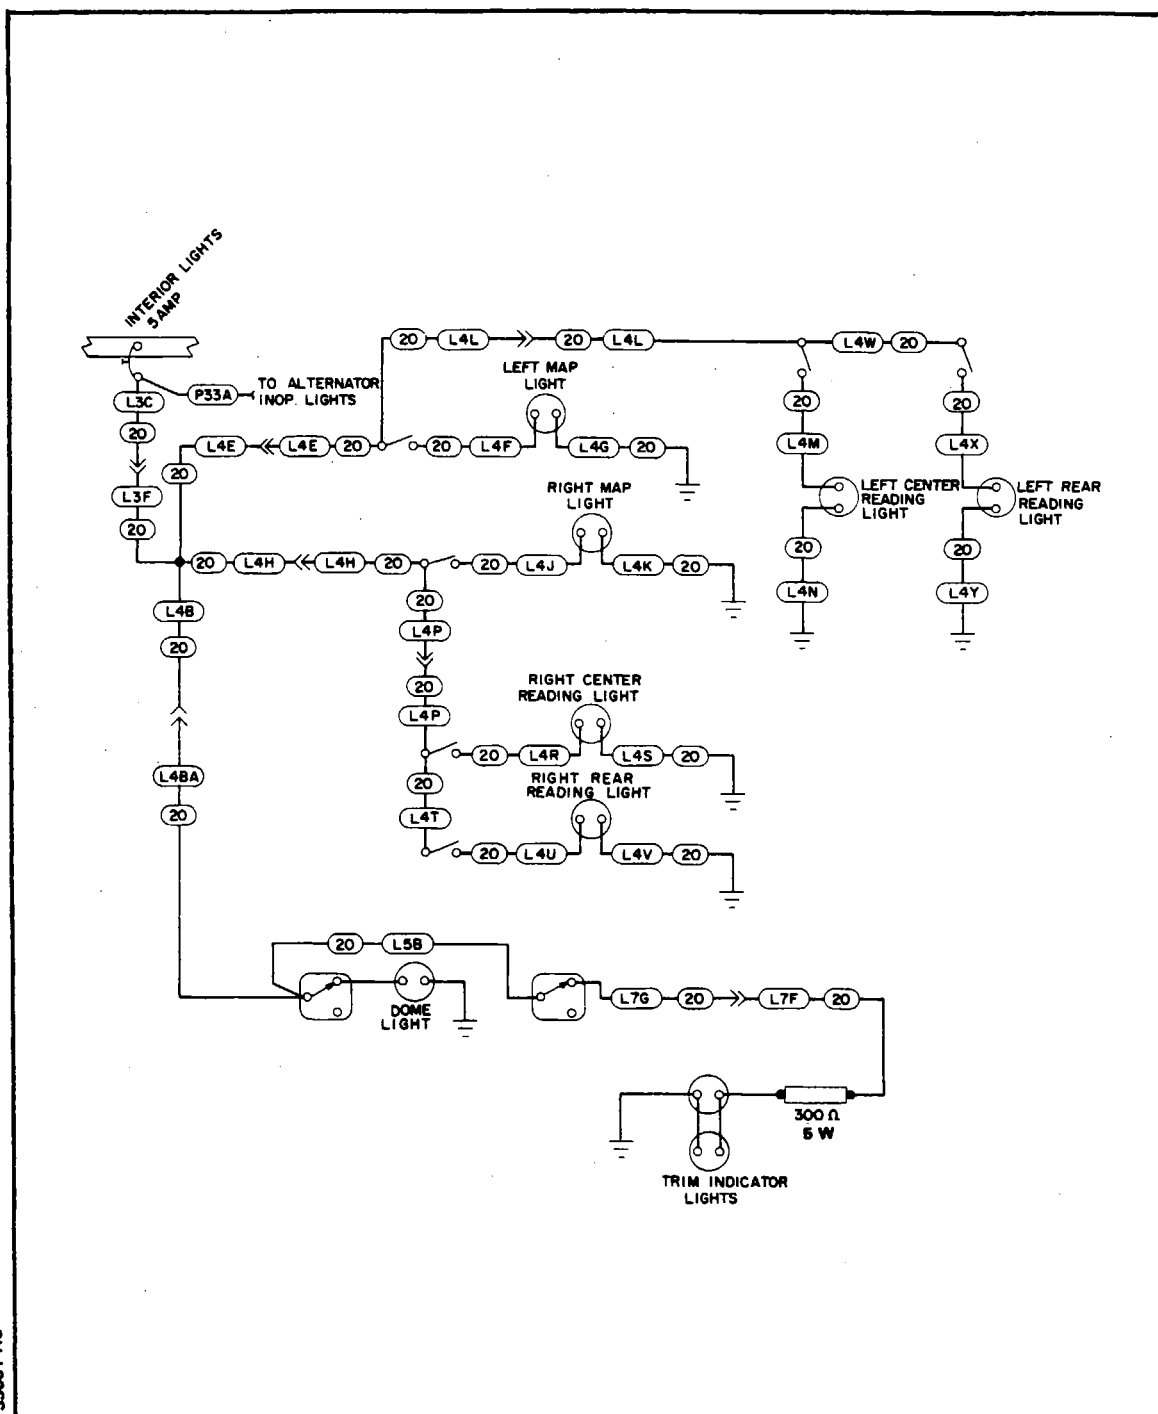 INTERIOR LIGHTS
5 AMP
20 L4L 20 L4L L4W 20
LEFT MAP
LIGHT
L3C P33A TO ALTERNATOR
INOP. LIGHTS
20
20
20
L4E L4E 20 20 L4F L4G 20
L4M
L4X
20
L3F
RIGHT MAP
LIGHT
LEFT CENTER
READING
LIGHT
LEFT REAR
READING
LIGHT
20
20
20
20 L4H L4H 20 20 L4J L4K 20
L4N
L4Y
L4B
20
20
L4P
20
L4P
RIGHT CENTER
READING LIGHT
20 L4R L4S 20
L4BA
20
20
L4T
RIGHT REAR
READING LIGHT
20 L4U L4V 20
20 L5B
DOME
LIGHT
L7G 20 L7F 20
300 Ω
5 W
TRIM INDICATOR
LIGHTS